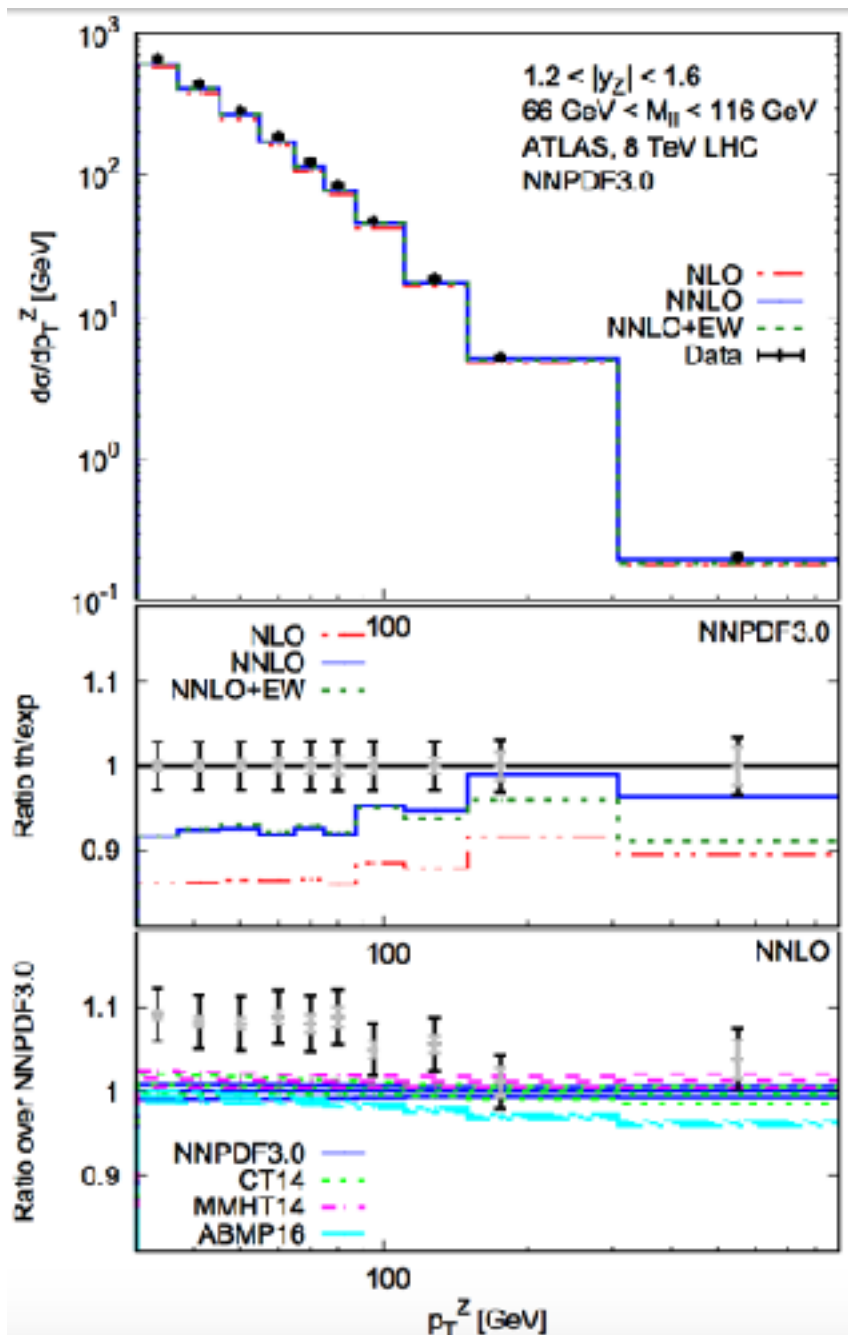 10^3
1.2 < |y_Z| < 1.6
66 GeV < M_ll < 116 GeV
ATLAS, 8 TeV LHC
NNPDF3.0
10^2
NLO
NNLO
NNLO+EW
Data
10^1
10^0
10^-1
dσ/dp_T^Z [GeV]
100
NLO
NNLO
NNLO+EW
NNPDF3.0
1.1
1
0.9
Ratio th/exp
100
NNLO
1.1
1
0.9
Ratio over NNPDF3.0
NNPDF3.0
CT14
MMHT14
ABMP16
100
p_T^Z [GeV]